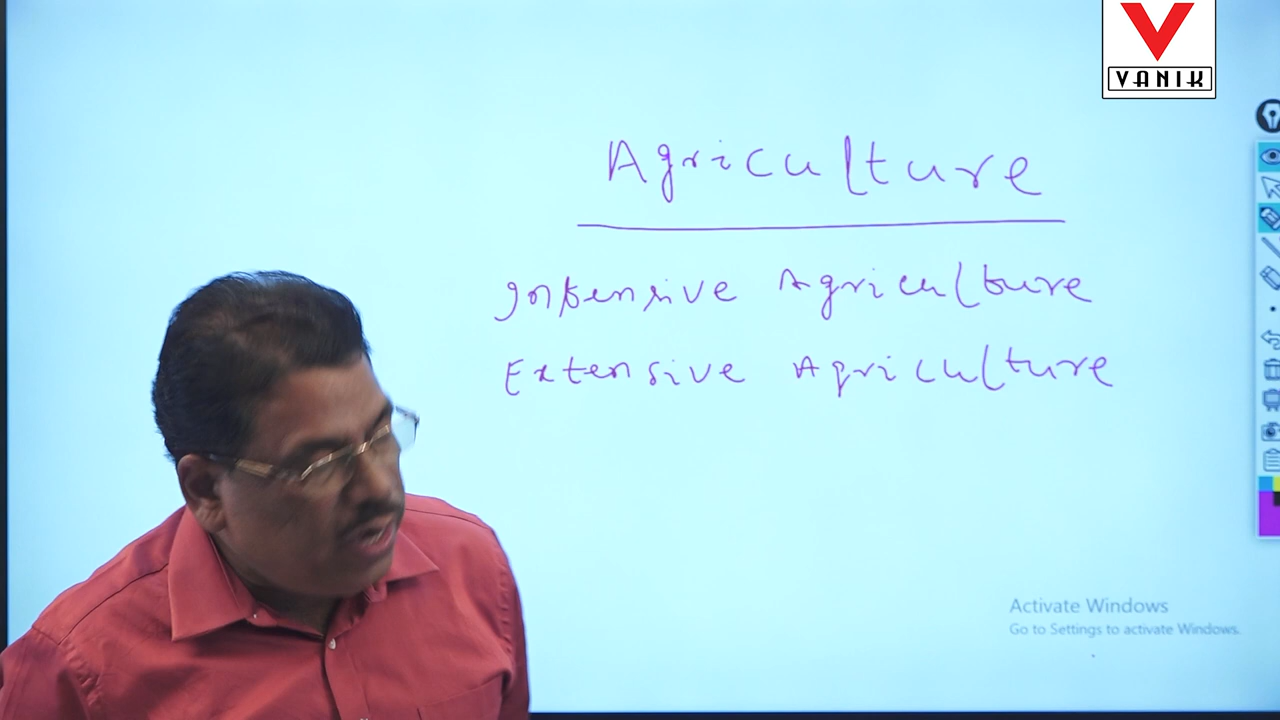 VANIK
Agriculture
Intensive Agriculture
Extensive Agriculture
Activate Windows
Go to Settings to activate Windows.